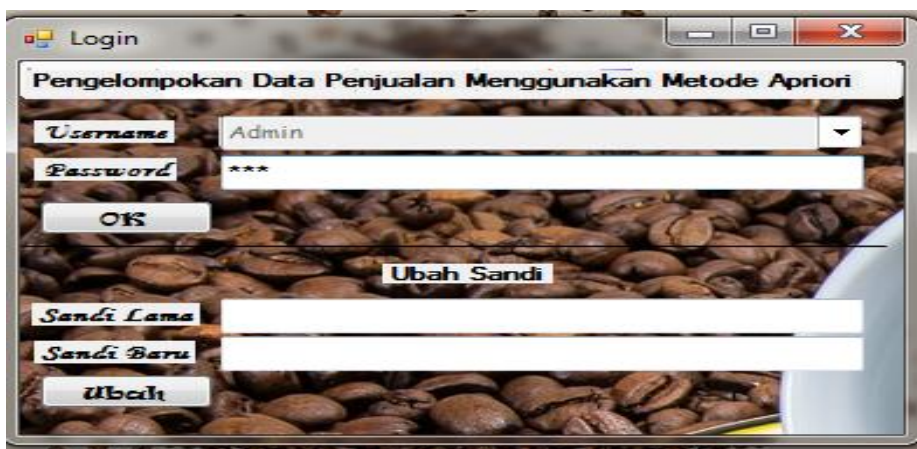 Login
Pengelompokan Data Penjualan Menggunakan Metode Apriori
Username Admin
Password ***
OK
Ubah Sandi
Sandi Lama
Sandi Baru
Ubah